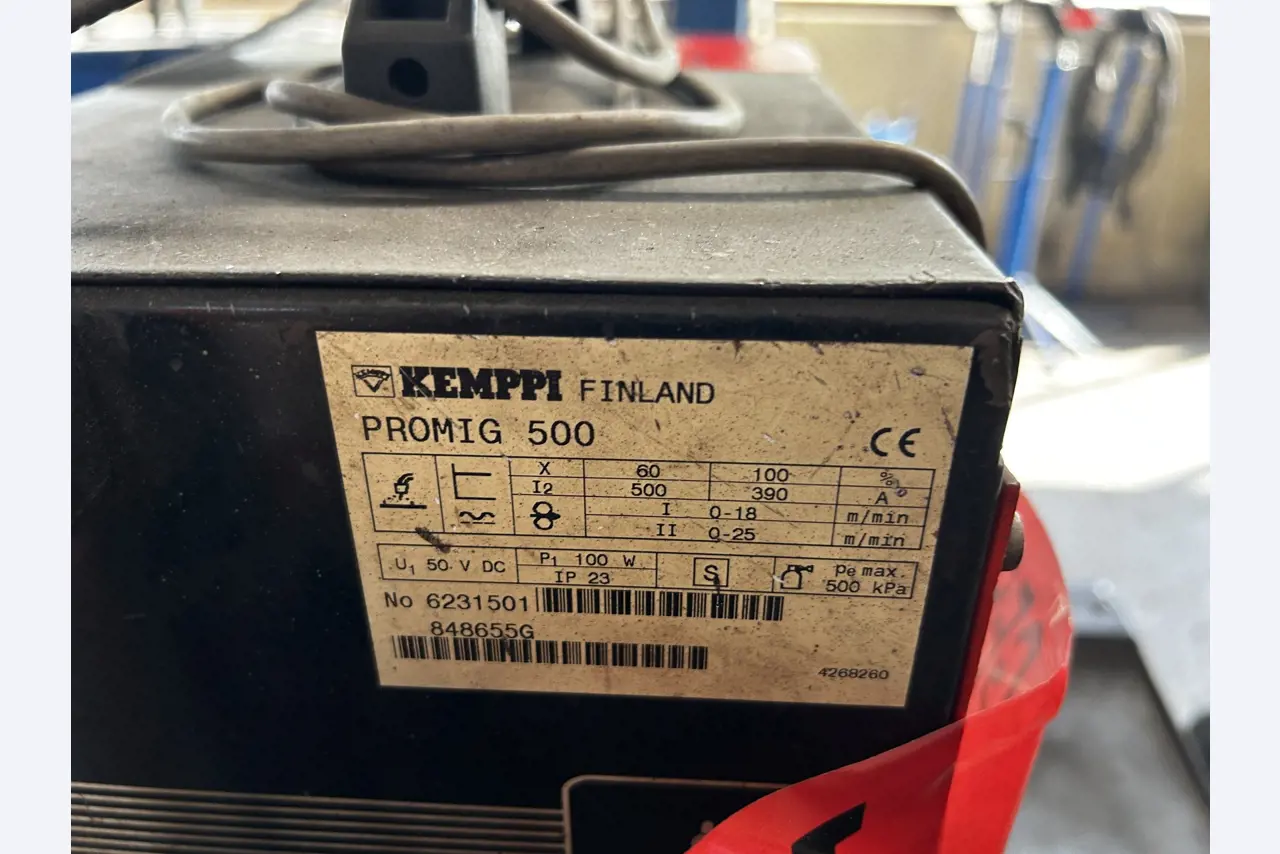 KEMPPI FINLAND
PROMIG 500
CE
X 60 100 %
I2 500 390 A
I 0-18 m/min
II 0-25 m/min
U1 50 V DC P1 100 W S pe max.
IP 23 500 kPa
No 6231501
848655G
4268260